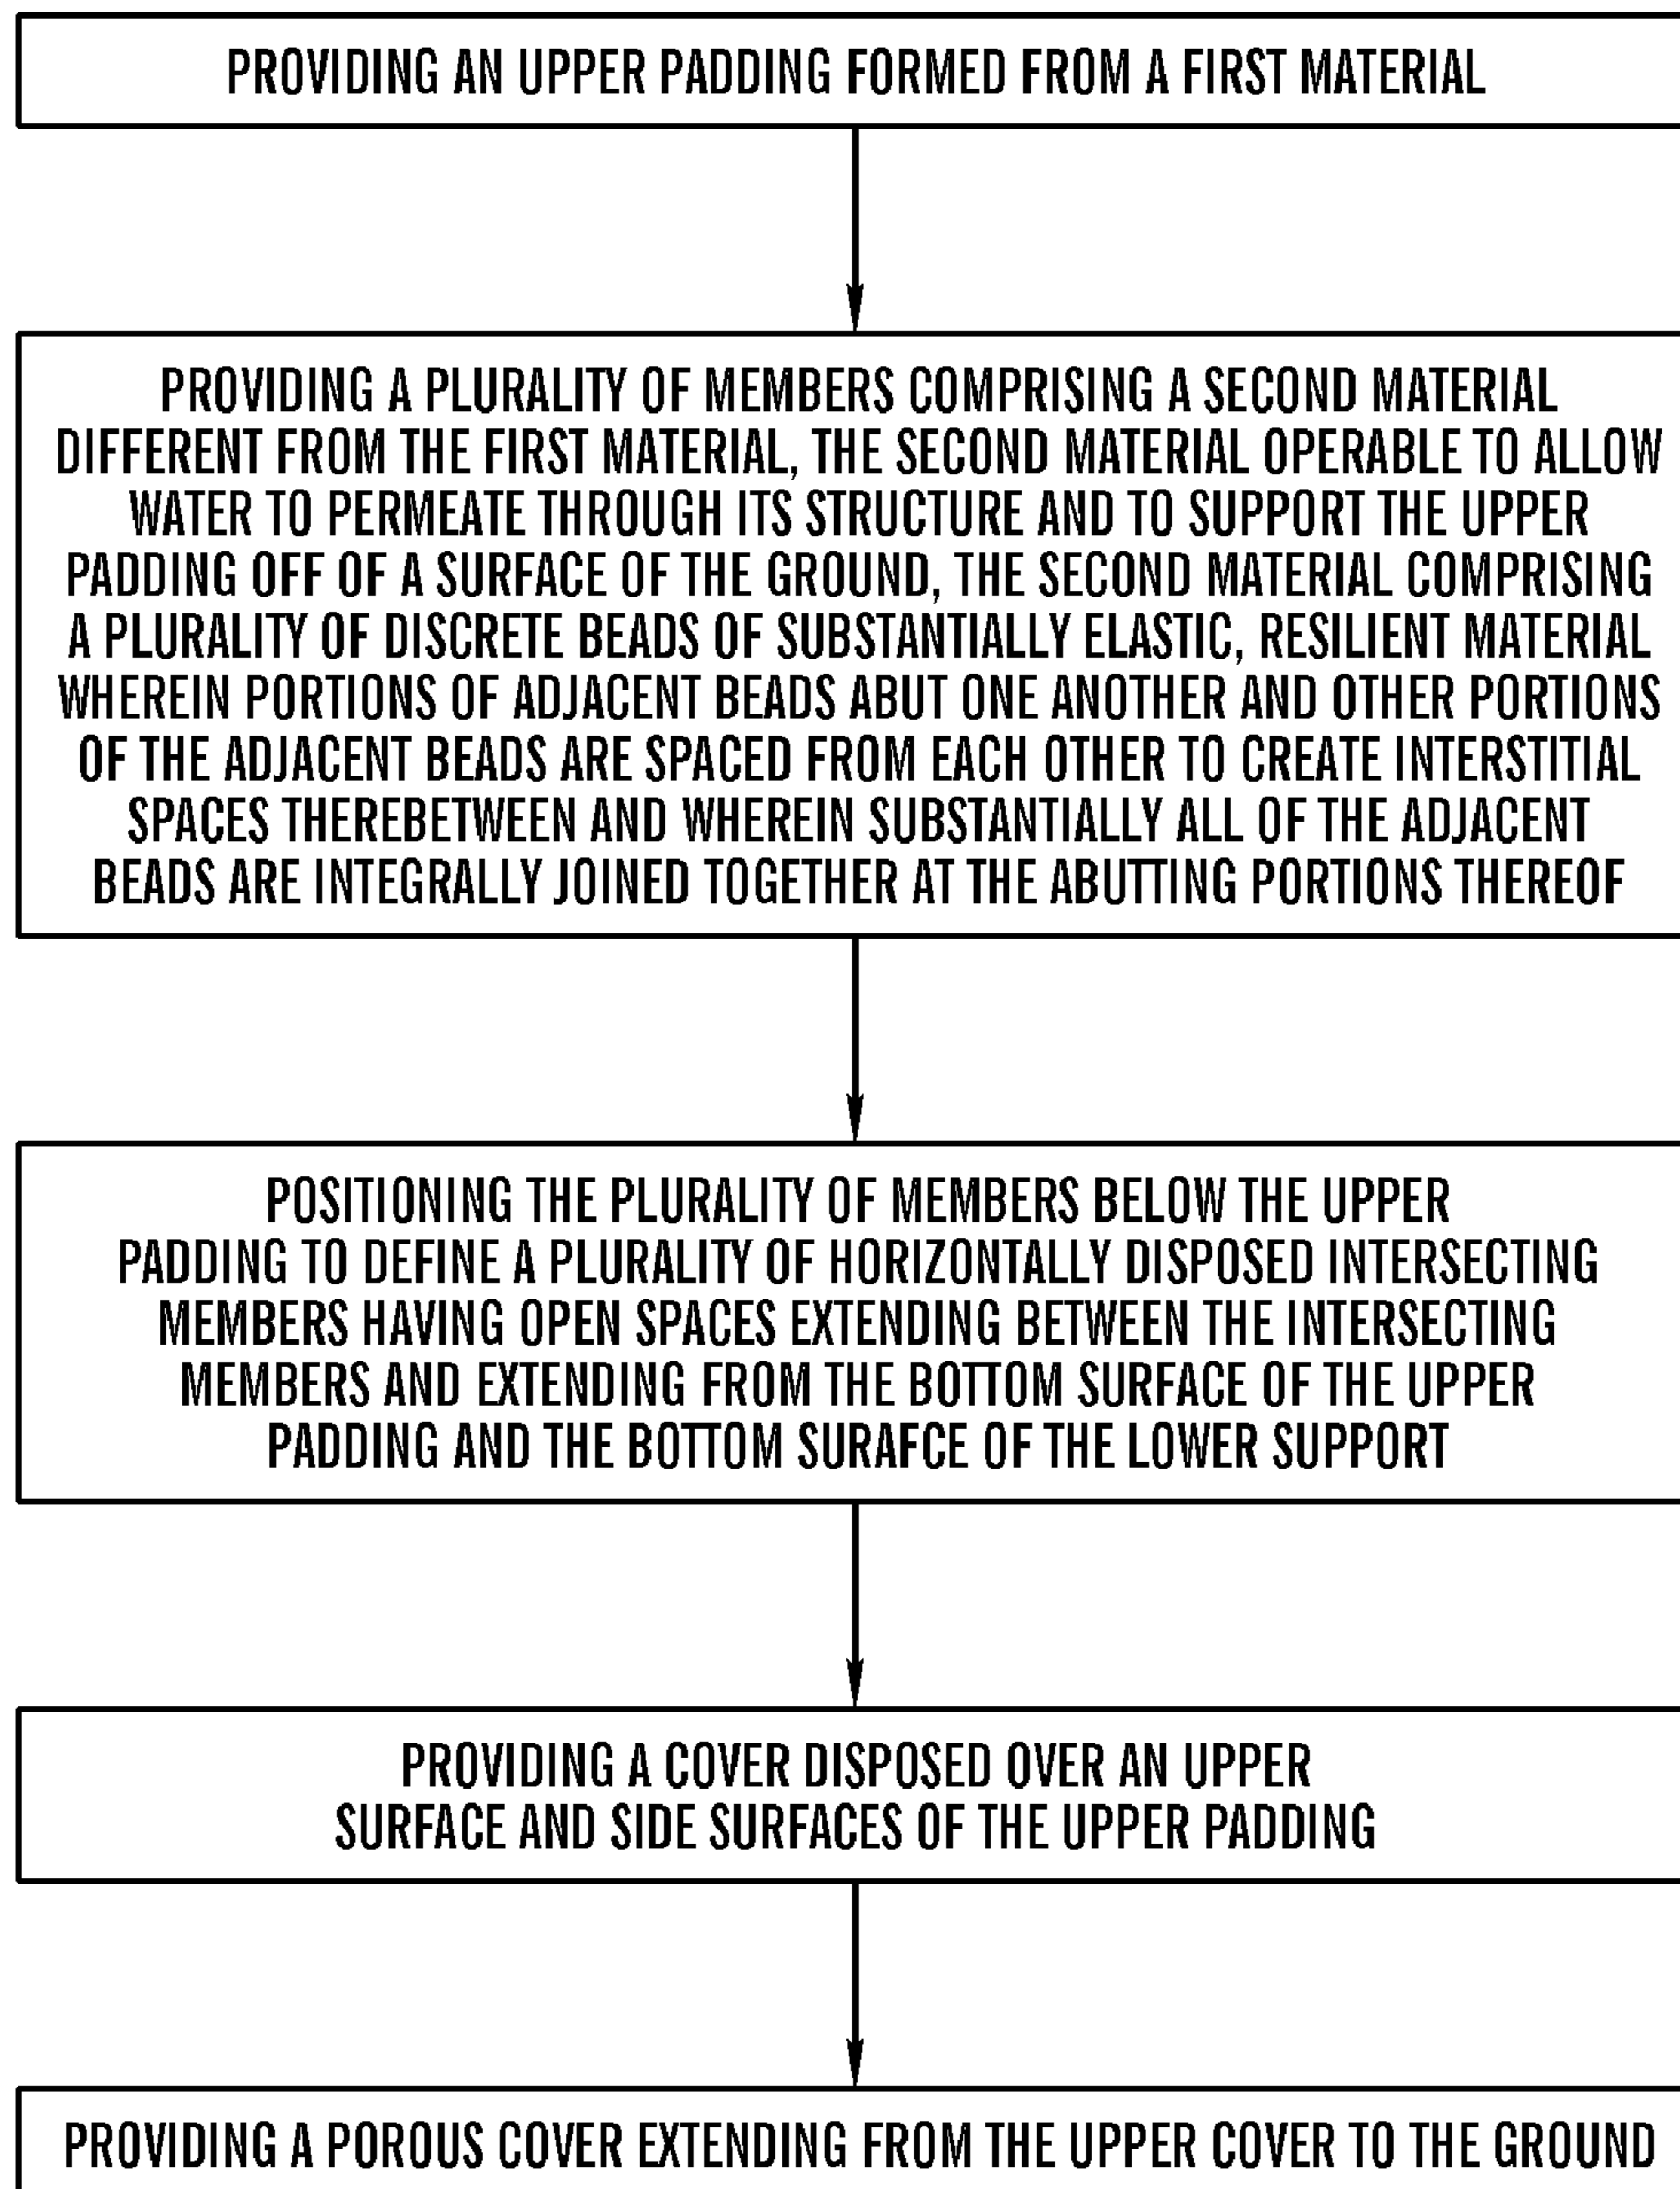 PROVIDING AN UPPER PADDING FORMED FROM A FIRST MATERIAL
PROVIDING A PLURALITY OF MEMBERS COMPRISING A SECOND MATERIAL
DIFFERENT FROM THE FIRST MATERIAL, THE SECOND MATERIAL OPERABLE TO ALLOW
WATER TO PERMEATE THROUGH ITS STRUCTURE AND TO SUPPORT THE UPPER
PADDING OFF OF A SURFACE OF THE GROUND, THE SECOND MATERIAL COMPRISING
A PLURALITY OF DISCRETE BEADS OF SUBSTANTIALLY ELASTIC, RESILIENT MATERIAL
WHEREIN PORTIONS OF ADJACENT BEADS ABUT ONE ANOTHER AND OTHER PORTIONS
OF THE ADJACENT BEADS ARE SPACED FROM EACH OTHER TO CREATE INTERSTITIAL
SPACES THEREBETWEEN AND WHEREIN SUBSTANTIALLY ALL OF THE ADJACENT
BEADS ARE INTEGRALLY JOINED TOGETHER AT THE ABUTTING PORTIONS THEREOF
POSITIONING THE PLURALITY OF MEMBERS BELOW THE UPPER
PADDING TO DEFINE A PLURALITY OF HORIZONTALLY DISPOSED INTERSECTING
MEMBERS HAVING OPEN SPACES EXTENDING BETWEEN THE INTERSECTING
MEMBERS AND EXTENDING FROM THE BOTTOM SURFACE OF THE UPPER
PADDING AND THE BOTTOM SURAFCE OF THE LOWER SUPPORT
PROVIDING A COVER DISPOSED OVER AN UPPER
SURFACE AND SIDE SURFACES OF THE UPPER PADDING
PROVIDING A POROUS COVER EXTENDING FROM THE UPPER COVER TO THE GROUND